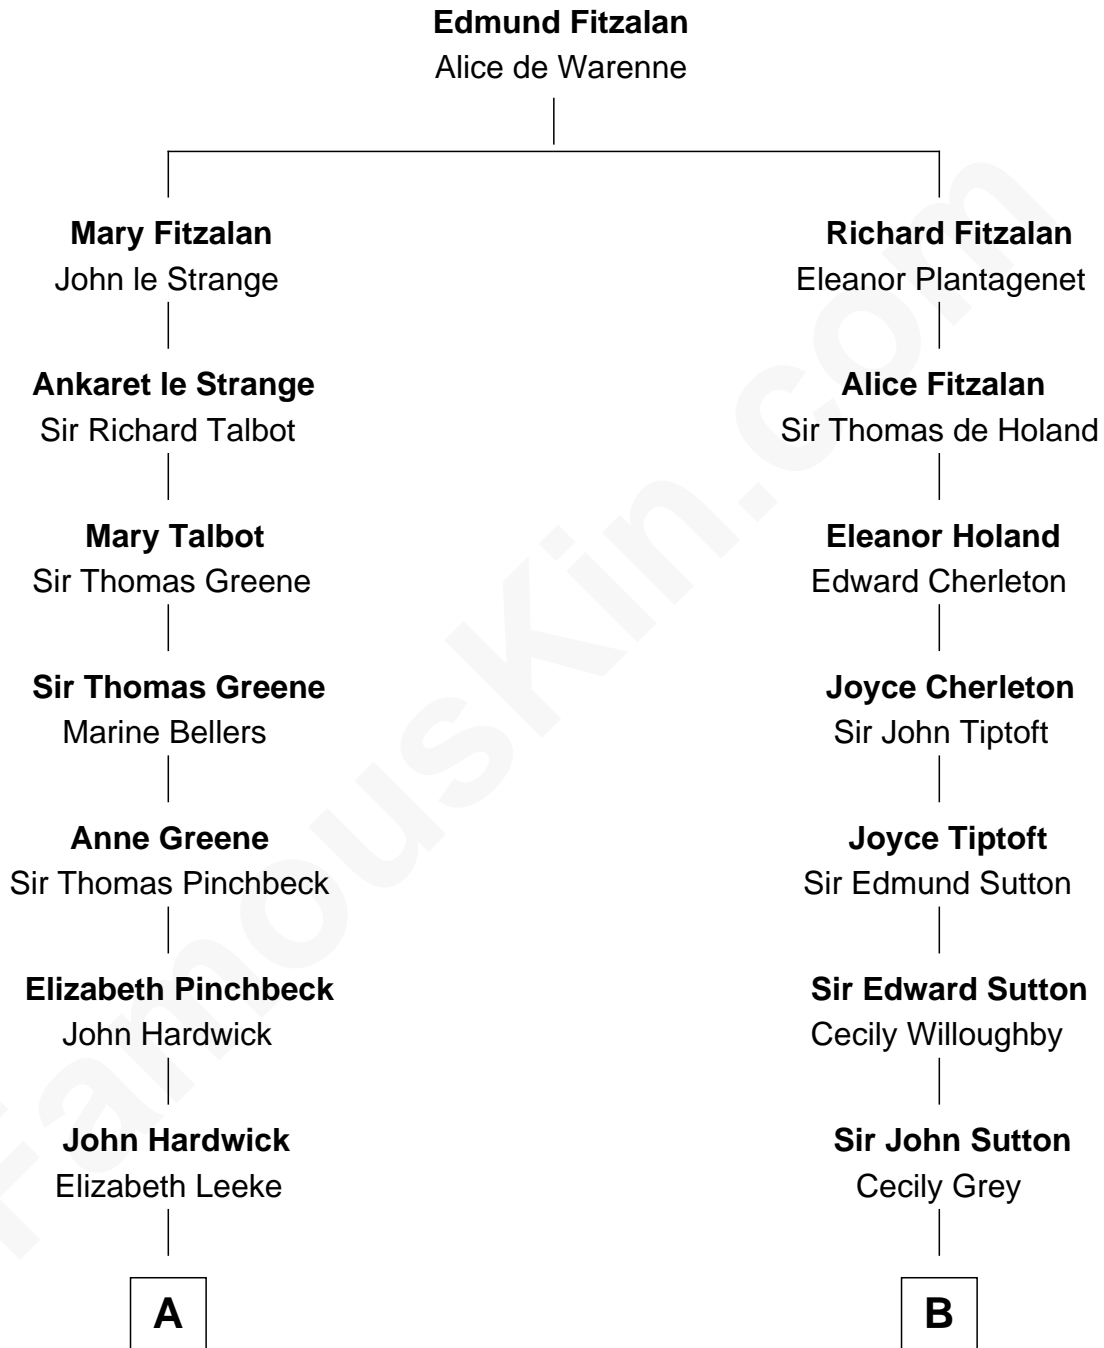 Edmund Fitzalan
Alice de Warenne
Mary Fitzalan
John le Strange
Richard Fitzalan
Eleanor Plantagenet
Ankaret le Strange
Sir Richard Talbot
Alice Fitzalan
Sir Thomas de Holand
Mary Talbot
Sir Thomas Greene
Eleanor Holand
Edward Cherleton
Sir Thomas Greene
Marine Bellers
Joyce Cherleton
Sir John Tiptoft
Anne Greene
Sir Thomas Pinchbeck
Joyce Tiptoft
Sir Edmund Sutton
Elizabeth Pinchbeck
John Hardwick
Sir Edward Sutton
Cecily Willoughby
John Hardwick
Elizabeth Leeke
Sir John Sutton
Cecily Grey
A
B
FamousKin.com